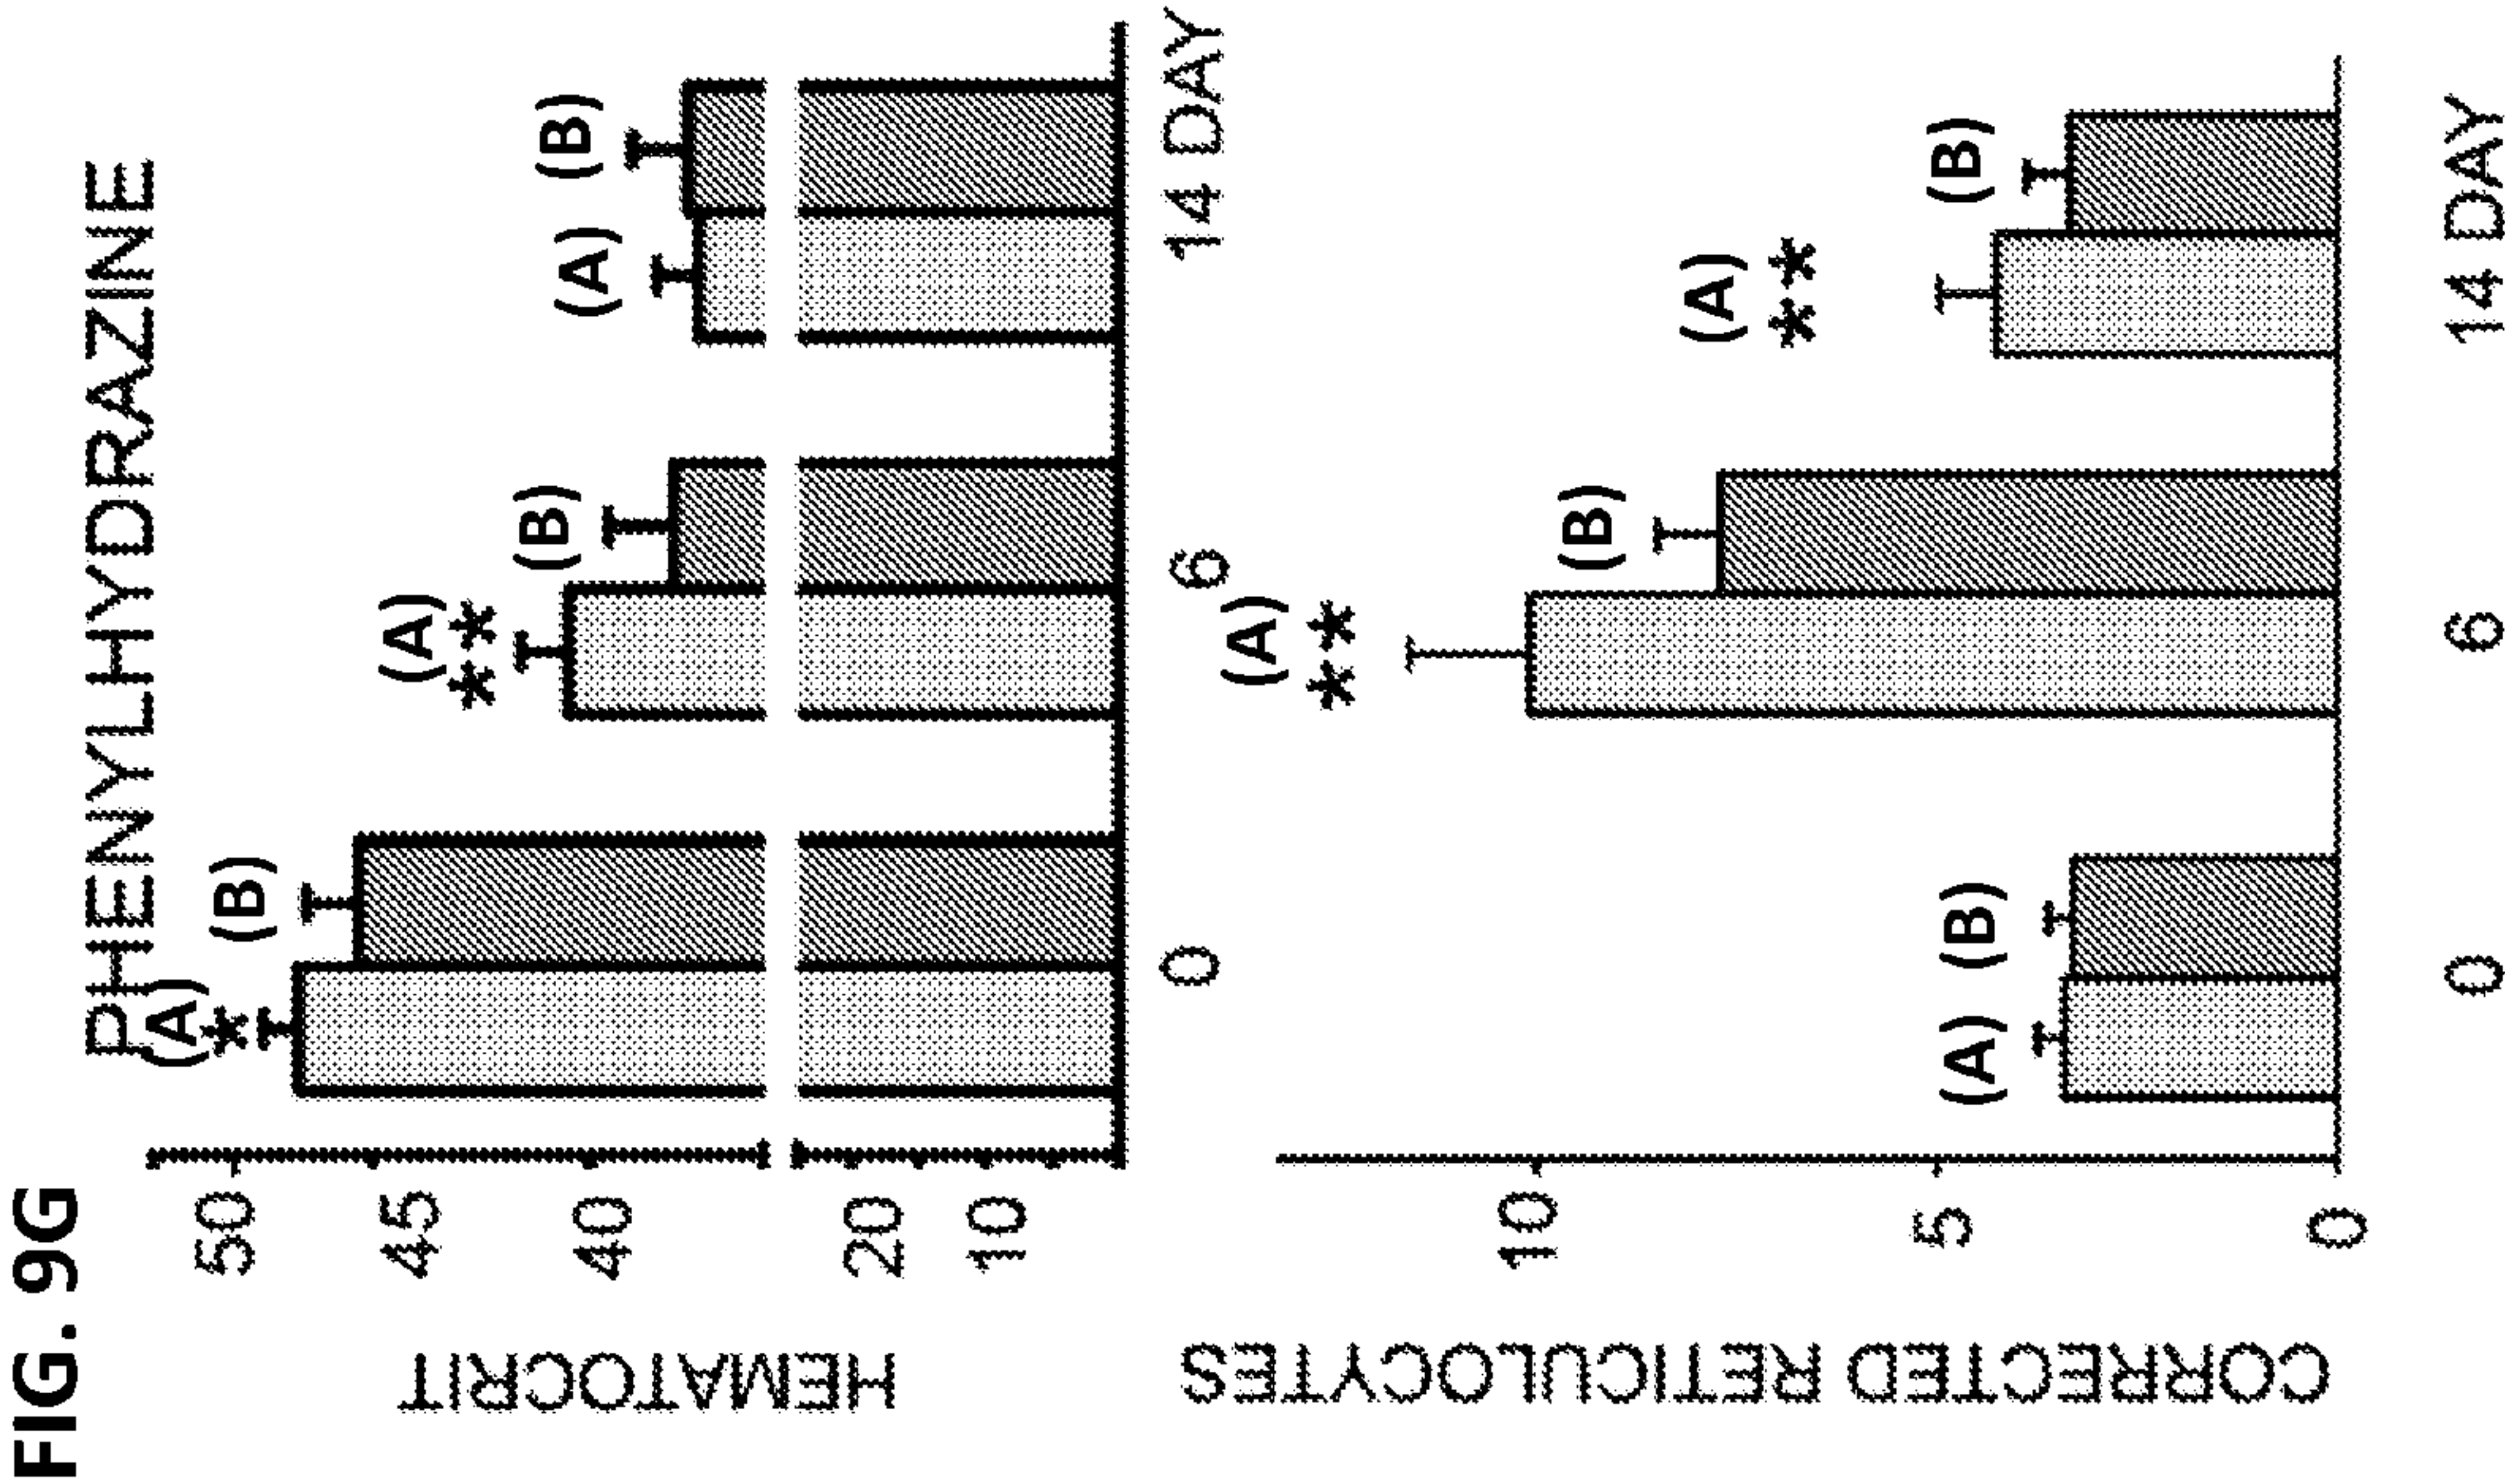 FIG. 9G
PHENYLHYDRAZINE
HEMATOCRIT
50
45
40
20
10
(A)
*
(B)
(A)
**
(B)
(A)
(B)
0
6
14 DAY
CORRECTED RETICULOCYTES
10
5
0
(A)
(B)
(A)
**
(B)
(A)
**
(B)
0
6
14 DAY